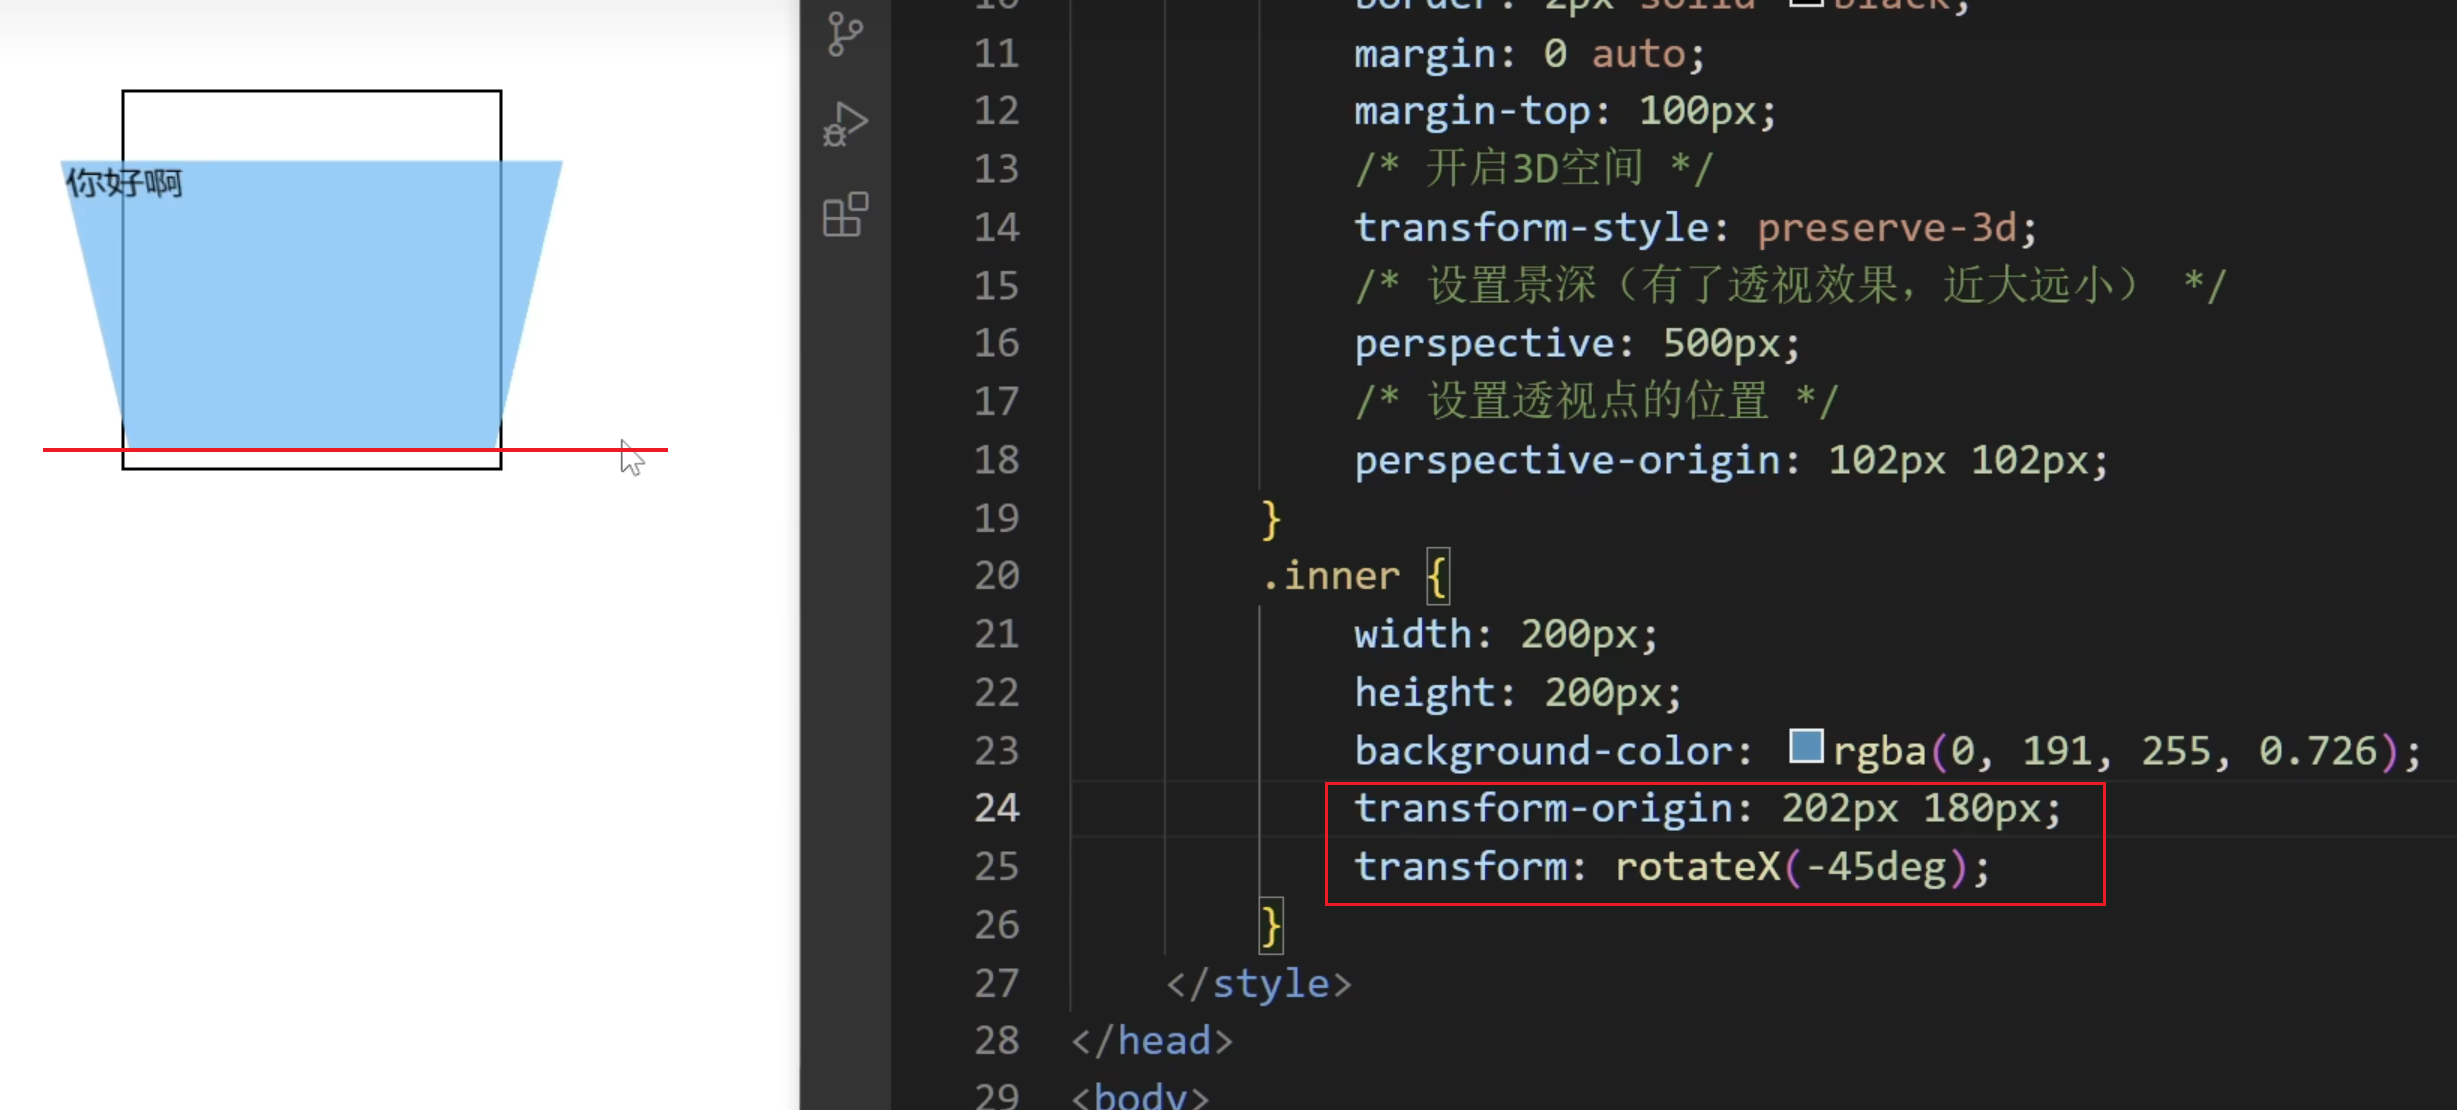 你好啊
10 border: 2px solid black;
11 margin: 0 auto;
12 margin-top: 100px;
13 /* 开启3D空间 */
14 transform-style: preserve-3d;
15 /* 设置景深（有了透视效果，近大远小） */
16 perspective: 500px;
17 /* 设置透视点的位置 */
18 perspective-origin: 102px 102px;
19 }
20 .inner {
21 width: 200px;
22 height: 200px;
23 background-color: rgba(0, 191, 255, 0.726);
24 transform-origin: 202px 180px;
25 transform: rotateX(-45deg);
26 }
27 </style>
28 </head>
29 <body>